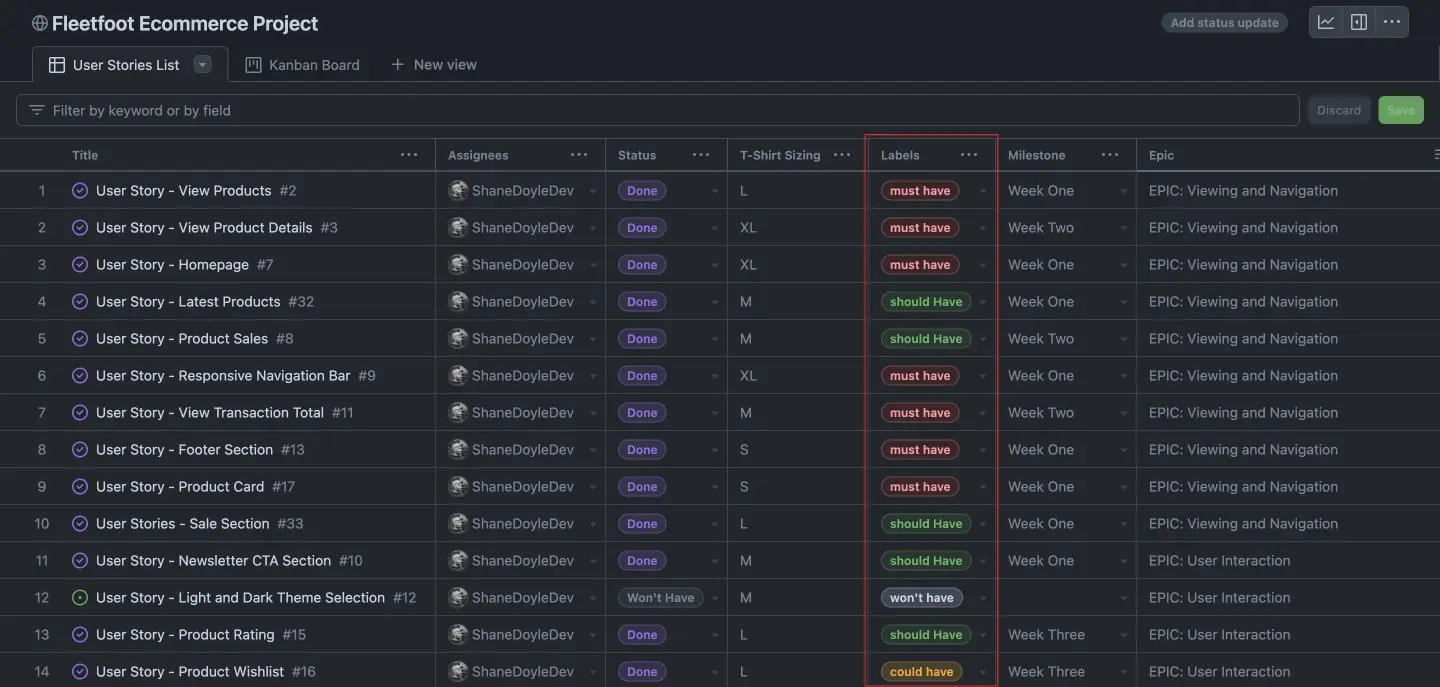 Fleetfoot Ecommerce Project Add status update
User Stories List Kanban Board New view
Filter by keyword or by field Discard Save
Title Assignees Status T-Shirt Sizing Labels Milestone Epic
1 User Story - View Products #2 ShaneDoyleDev Done L must have Week One EPIC: Viewing and Navigation
2 User Story - View Product Details #3 ShaneDoyleDev Done XL must have Week Two EPIC: Viewing and Navigation
3 User Story - Homepage #7 ShaneDoyleDev Done XL must have Week One EPIC: Viewing and Navigation
4 User Story - Latest Products #32 ShaneDoyleDev Done M should Have Week One EPIC: Viewing and Navigation
5 User Story - Product Sales #8 ShaneDoyleDev Done M should Have Week Two EPIC: Viewing and Navigation
6 User Story - Responsive Navigation Bar #9 ShaneDoyleDev Done XL must have Week One EPIC: Viewing and Navigation
7 User Story - View Transaction Total #11 ShaneDoyleDev Done M must have Week Two EPIC: Viewing and Navigation
8 User Story - Footer Section #13 ShaneDoyleDev Done S must have Week One EPIC: Viewing and Navigation
9 User Story - Product Card #17 ShaneDoyleDev Done S must have Week One EPIC: Viewing and Navigation
10 User Stories - Sale Section #33 ShaneDoyleDev Done L should Have Week One EPIC: Viewing and Navigation
11 User Story - Newsletter CTA Section #10 ShaneDoyleDev Done M should Have Week One EPIC: User Interaction
12 User Story - Light and Dark Theme Selection #12 ShaneDoyleDev Won't Have M won't have EPIC: User Interaction
13 User Story - Product Rating #15 ShaneDoyleDev Done L should Have Week Three EPIC: User Interaction
14 User Story - Product Wishlist #16 ShaneDoyleDev Done L could have Week Three EPIC: User Interaction